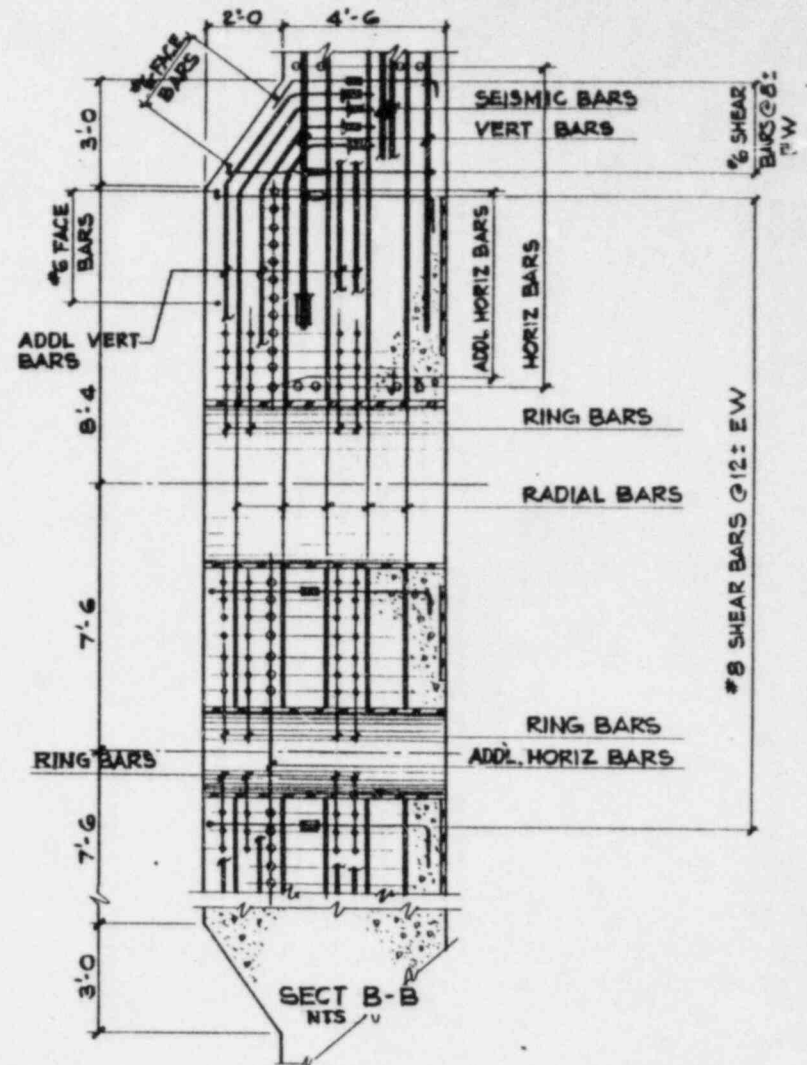 2'-0
4'-6
#6 FACE
BARS
3'-0
SEISMIC BARS
VERT BARS
#6 SHEAR
BARS @ 8±
EW
#6 FACE
BARS
ADDL HORIZ BARS
HORIZ BARS
ADDL VERT
BARS
8'-4
RING BARS
RADIAL BARS
#8 SHEAR BARS @ 12± EW
7'-6
RING BARS
RING BARS
ADDL. HORIZ BARS
7'-6
3'-0
SECT B-B
NTS